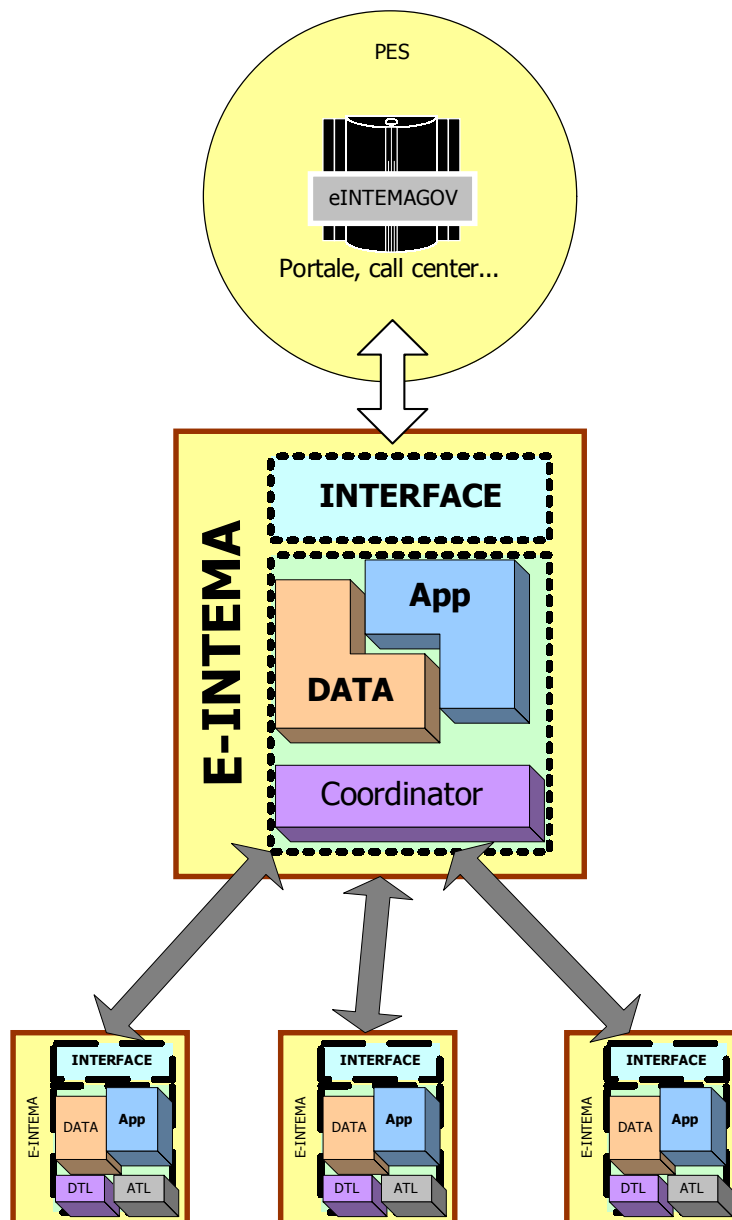 PES
eINTEMAGOV
Portale, call center...
E-INTEMA
INTERFACE
App
DATA
Coordinator
E-INTEMA
INTERFACE
DATA
App
DTL
ATL
E-INTEMA
INTERFACE
DATA
App
DTL
ATL
E-INTEMA
INTERFACE
DATA
App
DTL
ATL